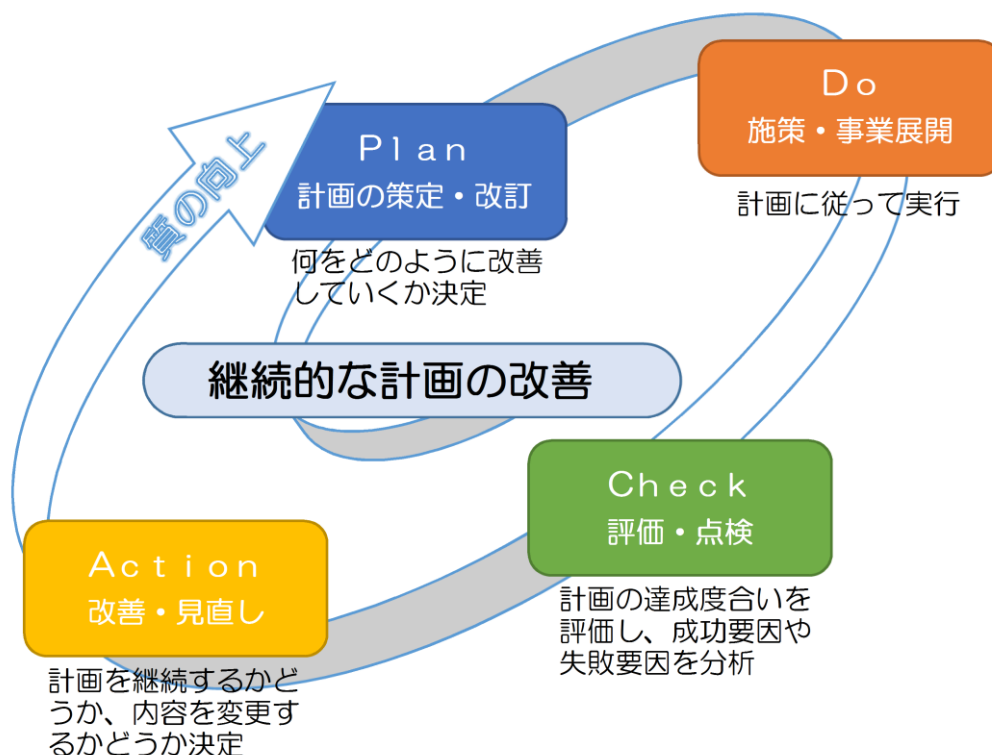 質の向上
Ｐｌａｎ
計画の策定・改訂
何をどのように改善
していくか決定
Ｄｏ
施策・事業展開
計画に従って実行
継続的な計画の改善
Ｃｈｅｃｋ
評価・点検
計画の達成度合いを
評価し、成功要因や
失敗要因を分析
Ａｃｔｉｏｎ
改善・見直し
計画を継続するかど
うか、内容を変更す
るかどうか決定